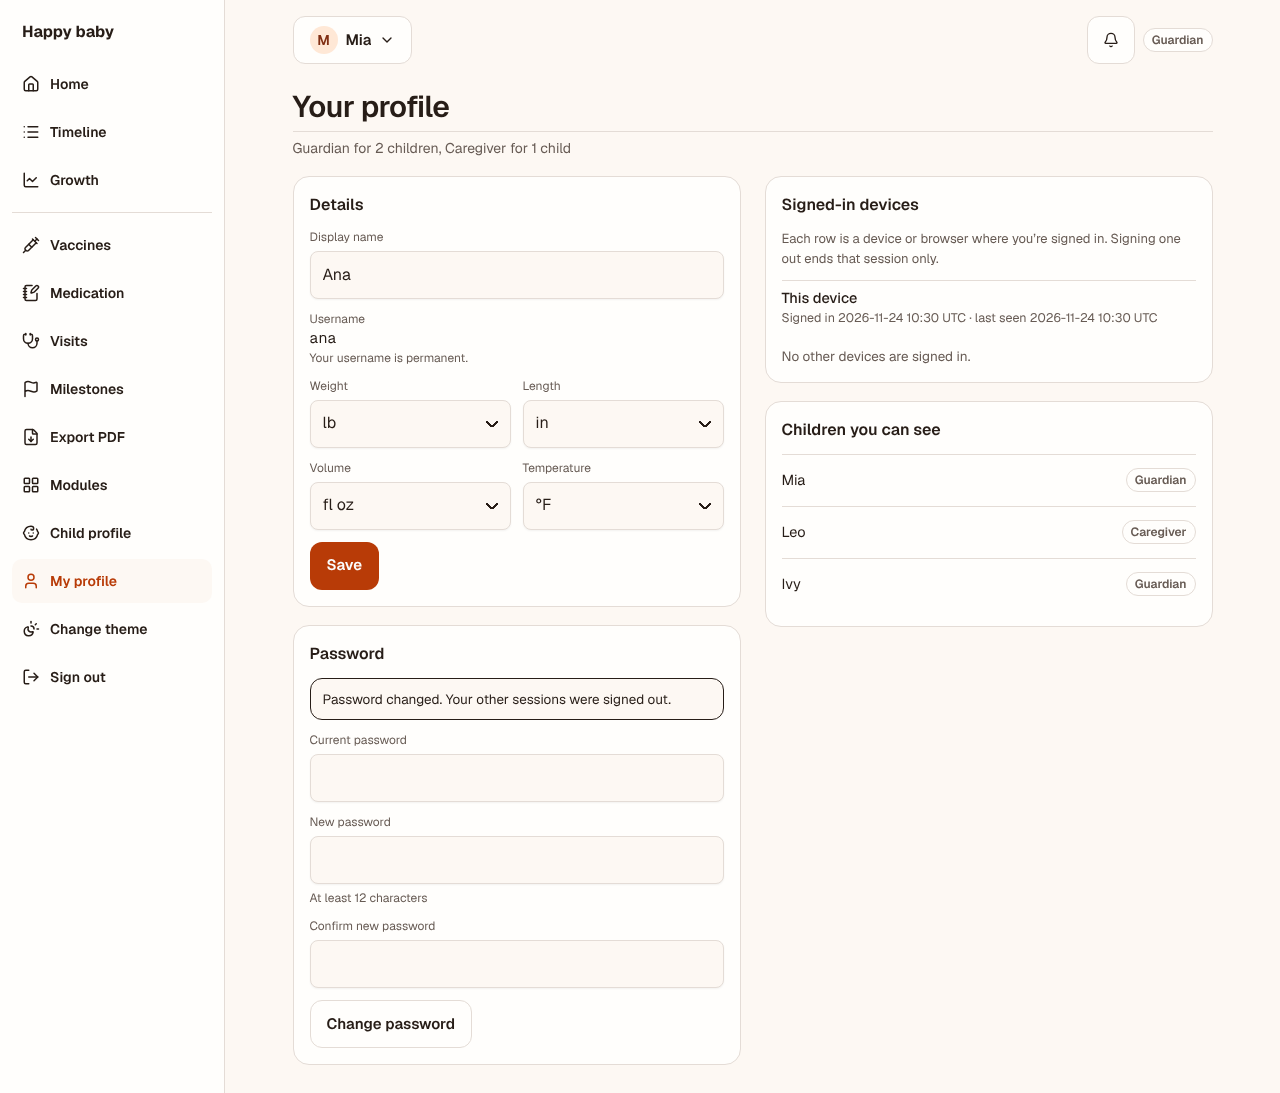 Happy baby
Home
Timeline
Growth
Vaccines
Medication
Visits
Milestones
Export PDF
Modules
Child profile
My profile
Change theme
Sign out
M Mia
Guardian
Your profile
Guardian for 2 children, Caregiver for 1 child
Details
Display name
Ana
Username
ana
Your username is permanent.
Weight Length
lb in
Volume Temperature
fl oz °F
Save
Password
Password changed. Your other sessions were signed out.
Current password
New password
At least 12 characters
Confirm new password
Change password
Signed-in devices
Each row is a device or browser where you're signed in. Signing one
out ends that session only.
This device
Signed in 2026-11-24 10:30 UTC · last seen 2026-11-24 10:30 UTC
No other devices are signed in.
Children you can see
Mia Guardian
Leo Caregiver
Ivy Guardian